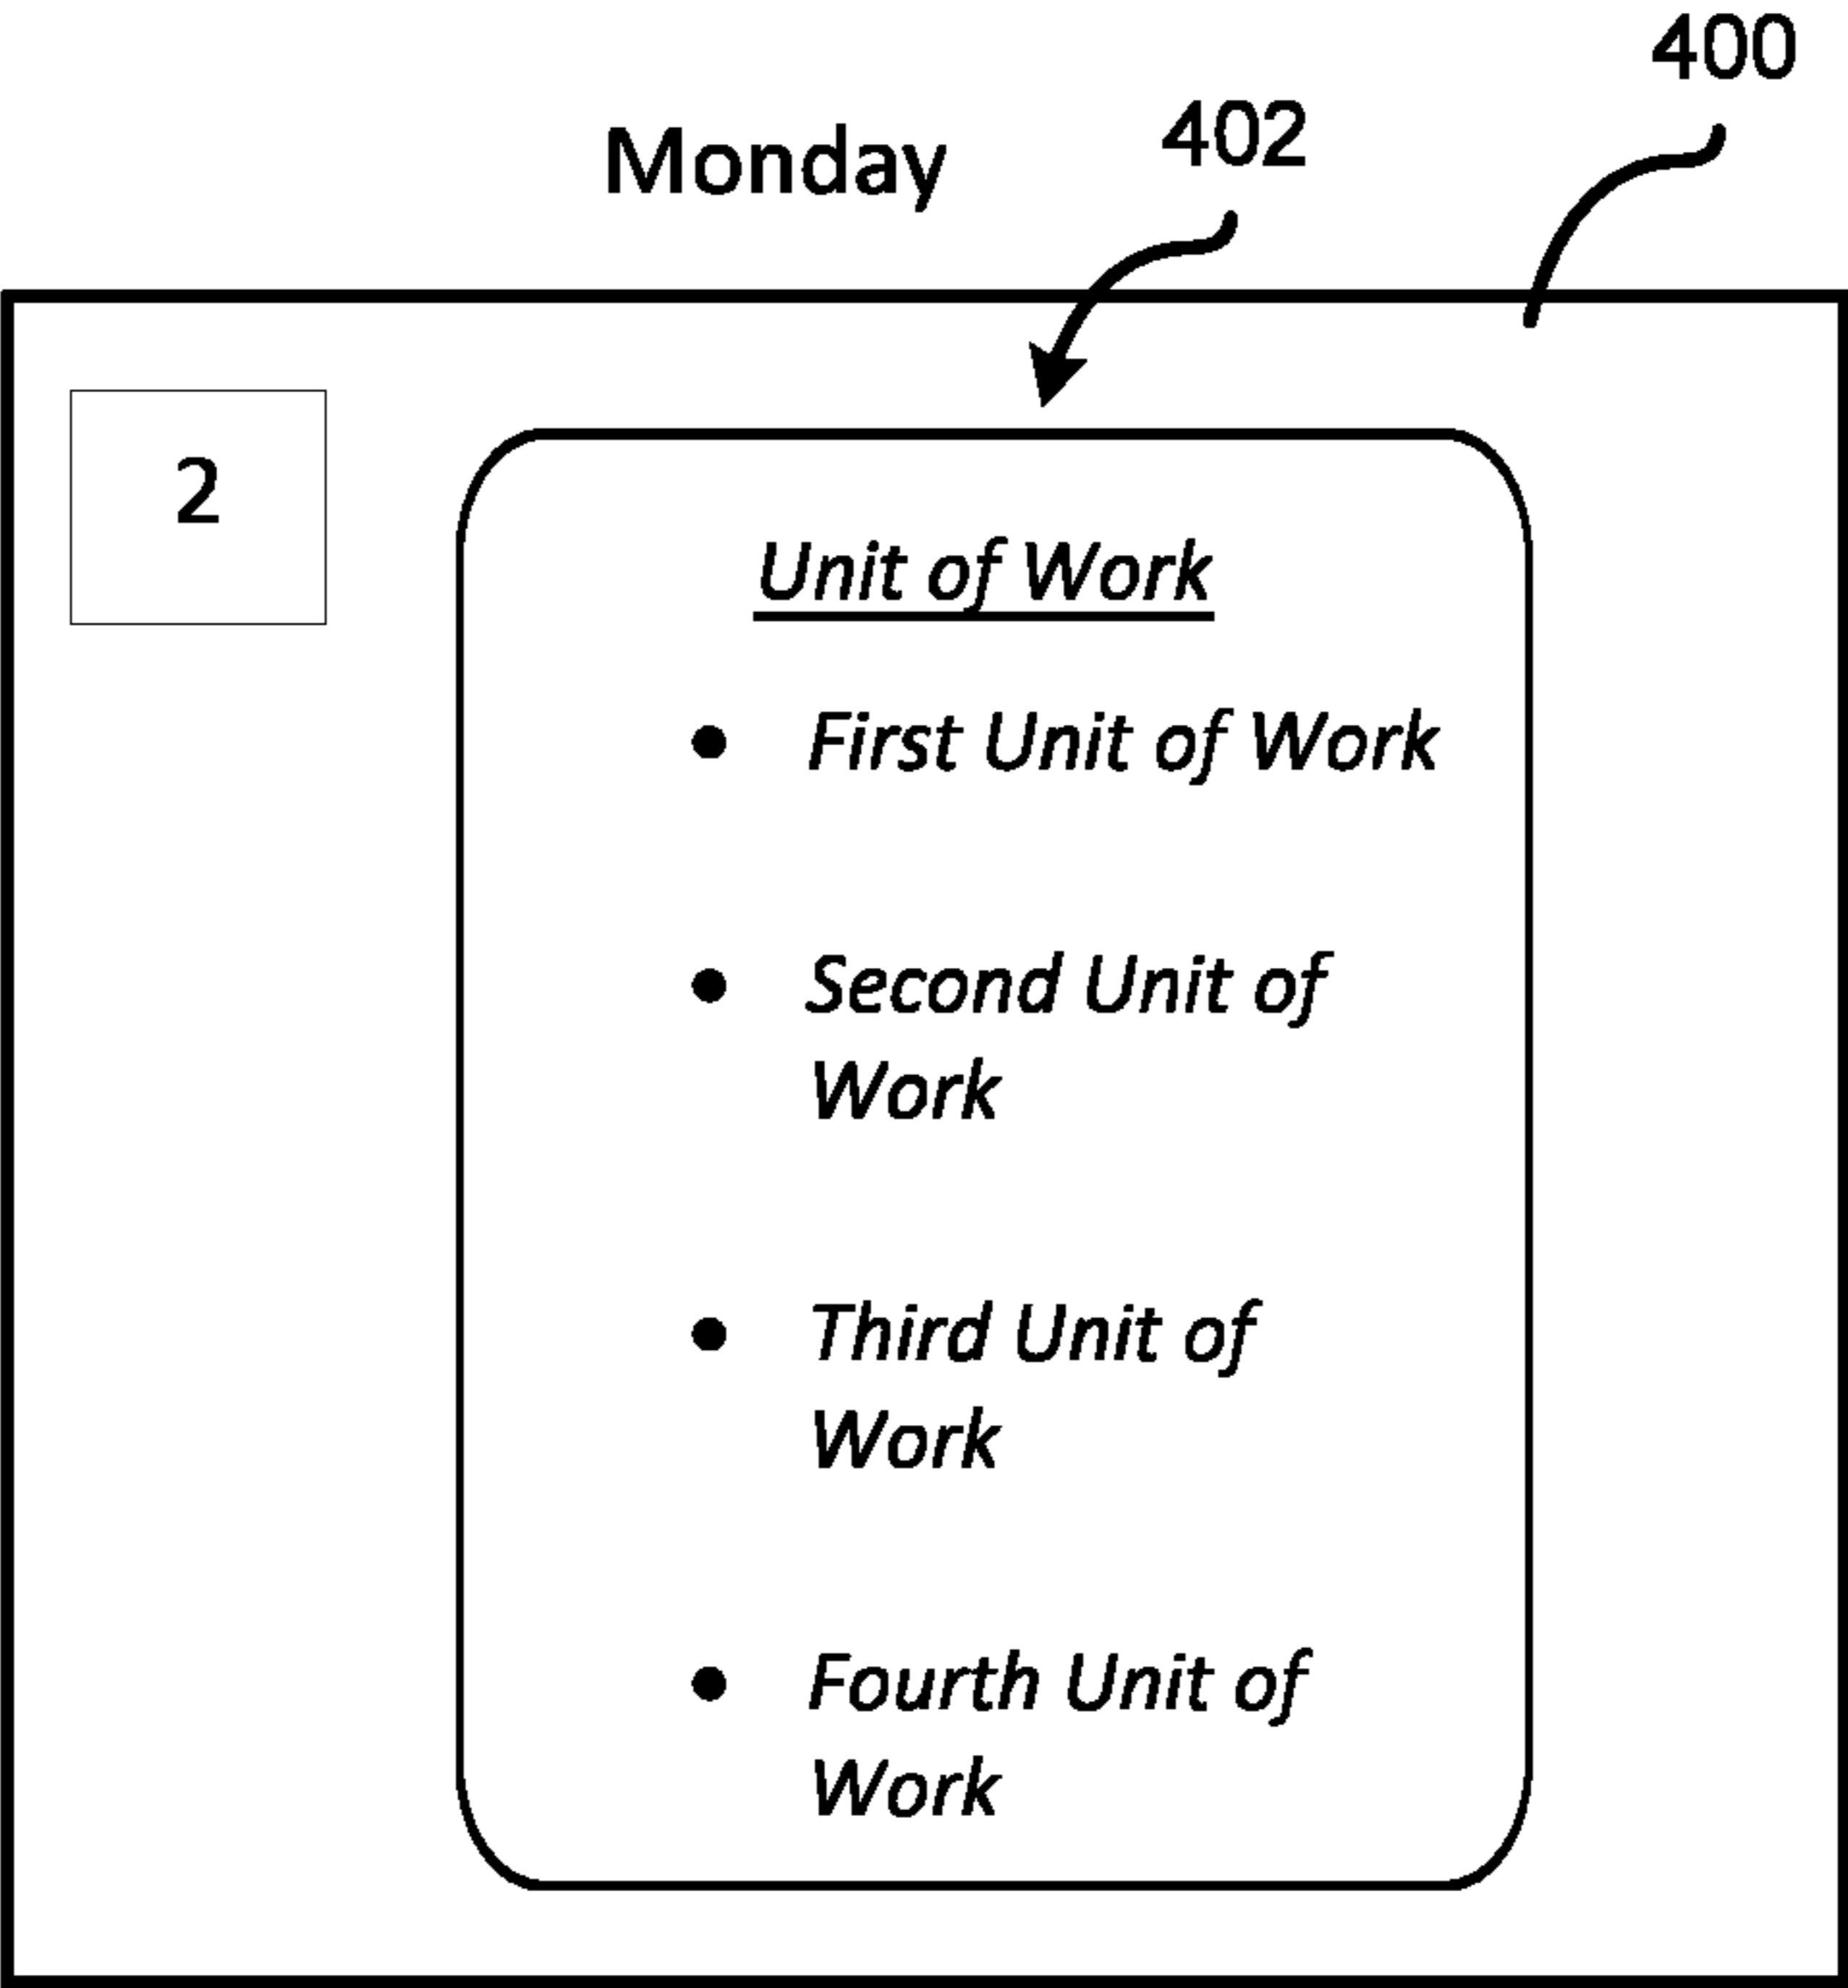 400
402
Monday
2
Unit of Work
• First Unit of Work
• Second Unit of
Work
• Third Unit of
Work
• Fourth Unit of
Work